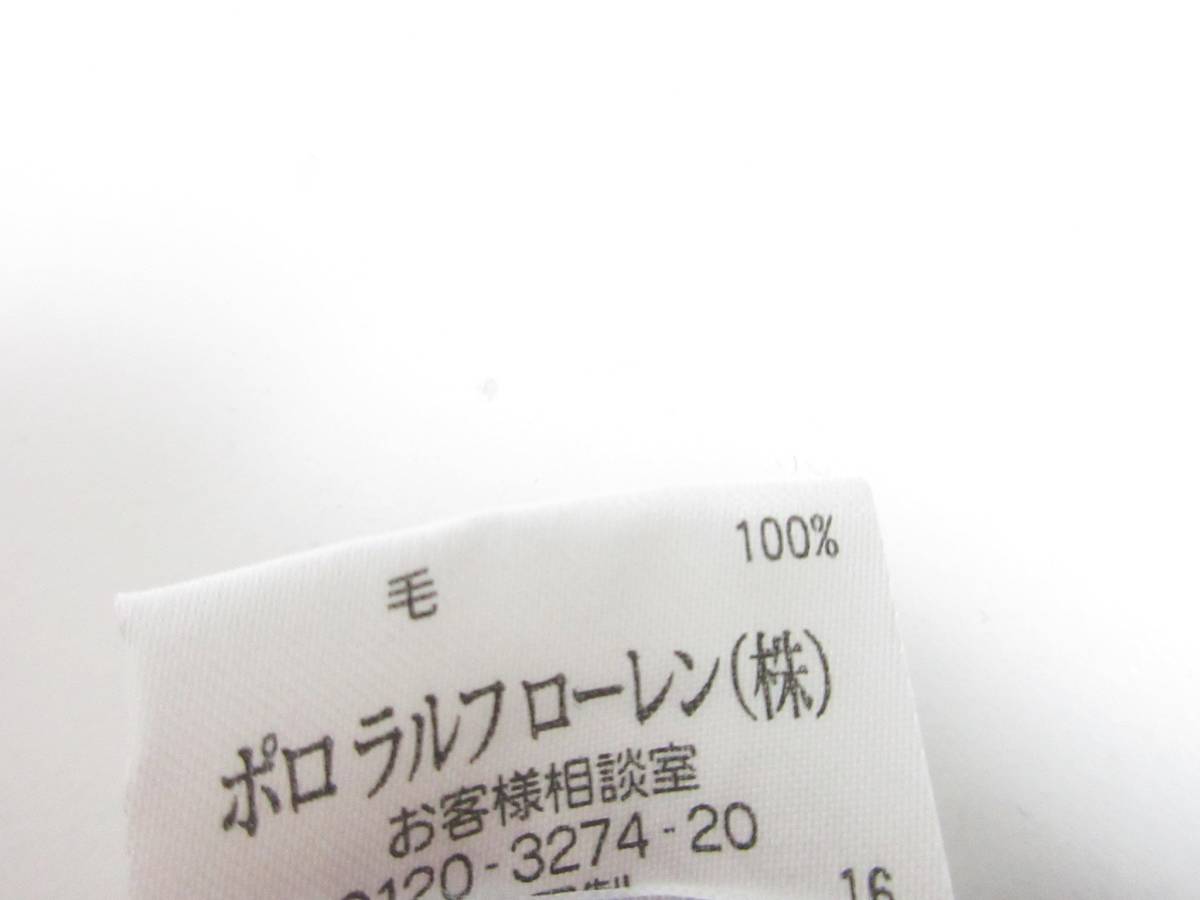 毛 100%
ポロ ラルフ ローレン(株)
お客様相談室
0120-3274-20
16